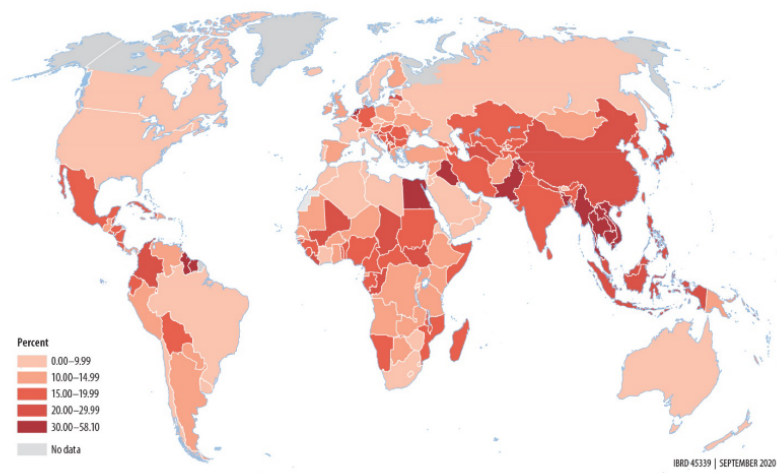 Percent
0.00–9.99
10.00–14.99
15.00–19.99
20.00–29.99
30.00–58.10
No data
IBRD 45339 | SEPTEMBER 2020